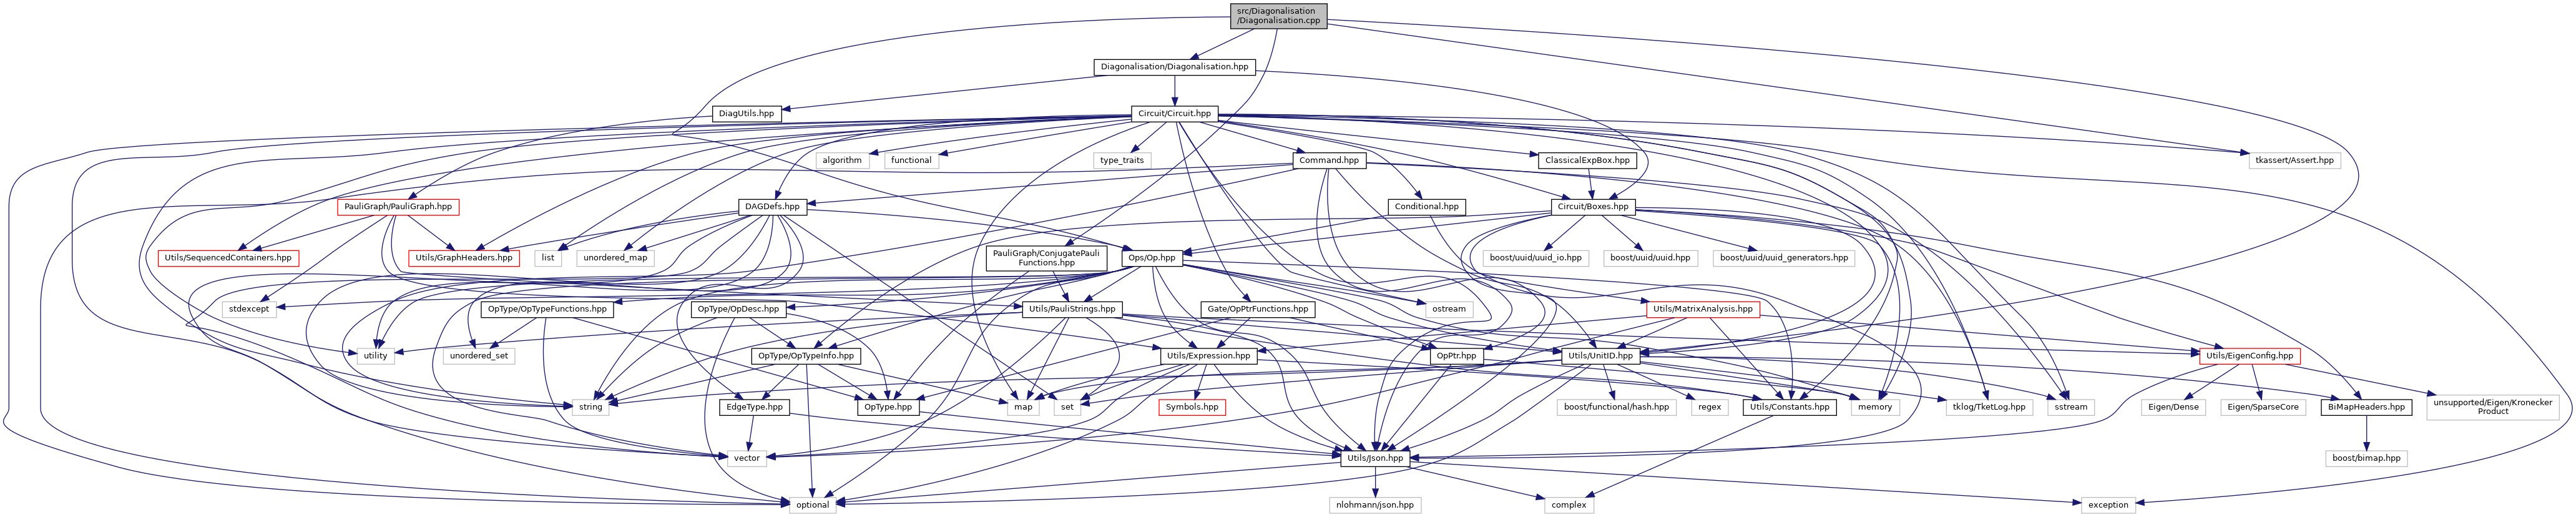 src/Diagonalisation
/Diagonalisation.cpp
Diagonalisation/Diagonalisation.hpp
DiagUtils.hpp
Circuit/Circuit.hpp
algorithm
functional
type_traits
Command.hpp
ClassicalExpBox.hpp
tkassert/Assert.hpp
PauliGraph/PauliGraph.hpp
DAGDefs.hpp
Conditional.hpp
Circuit/Boxes.hpp
Utils/SequencedContainers.hpp
Utils/GraphHeaders.hpp
list
unordered_map
PauliGraph/ConjugatePauli
Functions.hpp
Ops/Op.hpp
boost/uuid/uuid_io.hpp
boost/uuid/uuid.hpp
boost/uuid/uuid_generators.hpp
stdexcept
OpType/OpTypeFunctions.hpp
OpType/OpDesc.hpp
Utils/PauliStrings.hpp
Gate/OpPtrFunctions.hpp
ostream
Utils/MatrixAnalysis.hpp
utility
unordered_set
OpType/OpTypeInfo.hpp
Utils/Expression.hpp
OpPtr.hpp
Utils/UnitID.hpp
Utils/EigenConfig.hpp
string
EdgeType.hpp
OpType.hpp
map
set
Symbols.hpp
boost/functional/hash.hpp
regex
Utils/Constants.hpp
memory
tklog/TketLog.hpp
sstream
Eigen/Dense
Eigen/SparseCore
BiMapHeaders.hpp
unsupported/Eigen/Kronecker
Product
vector
Utils/Json.hpp
boost/bimap.hpp
optional
nlohmann/json.hpp
complex
exception